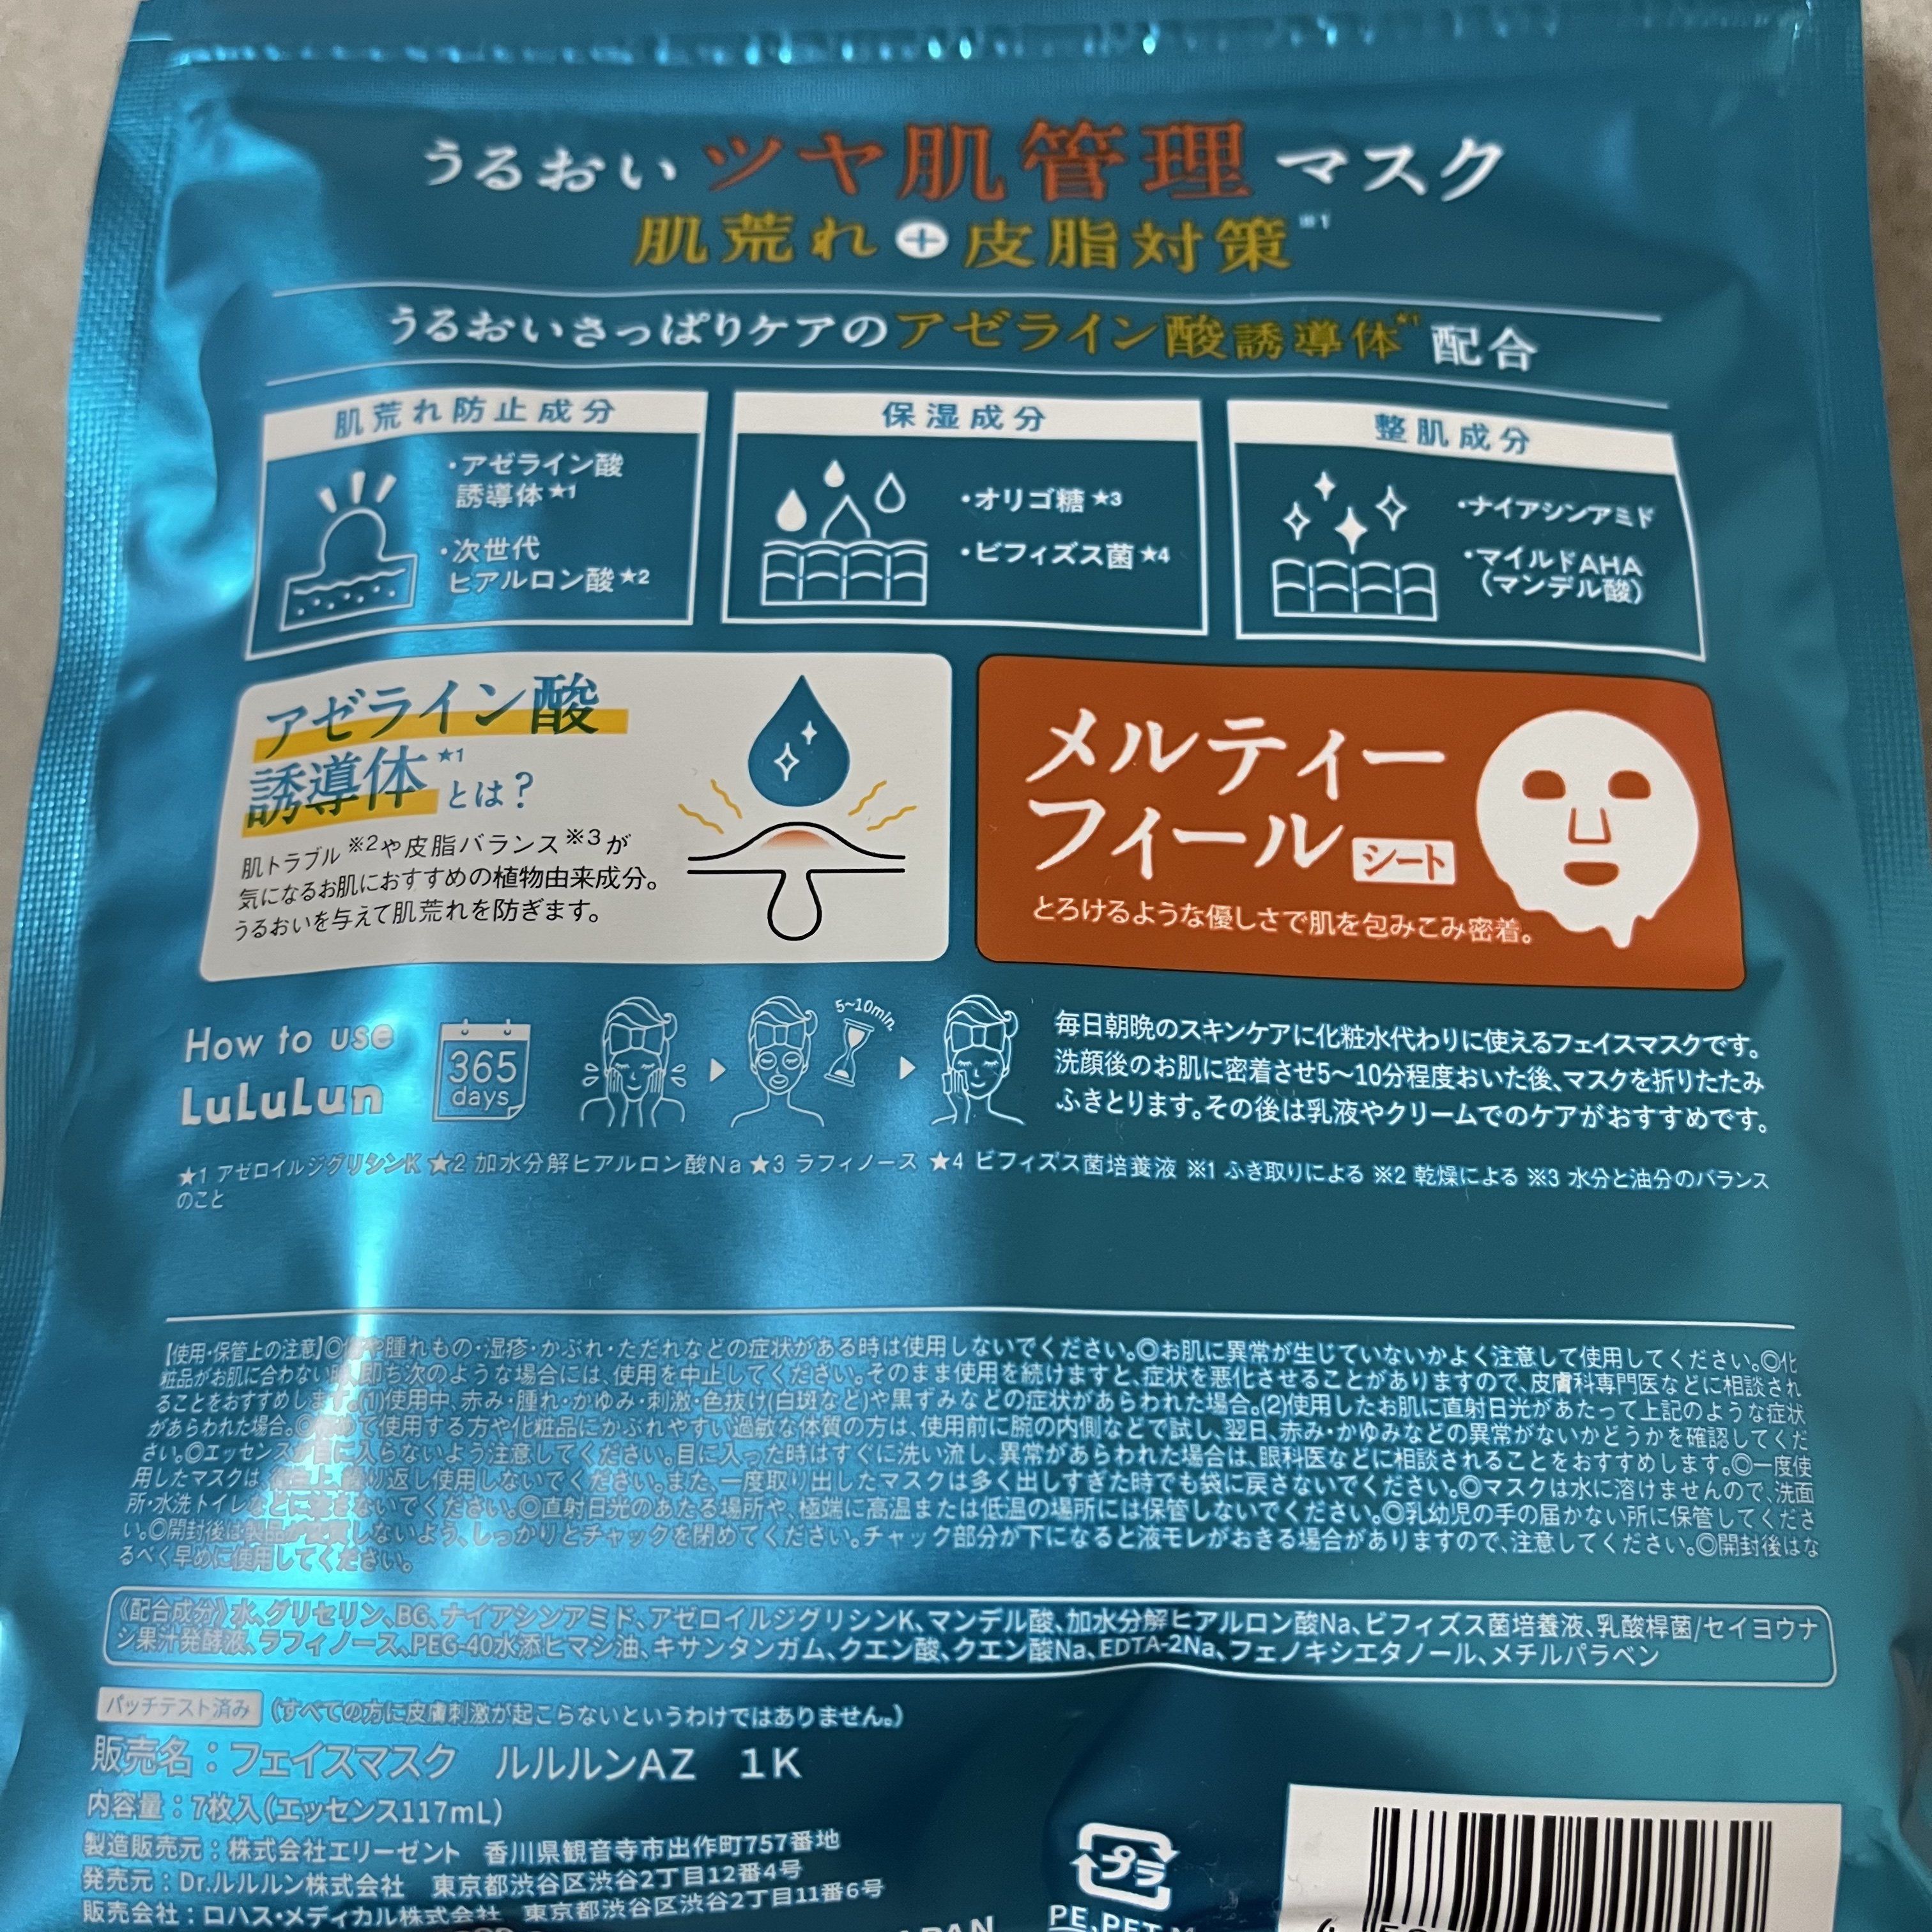 うるおい ツヤ肌管理 マスク
肌荒れ+皮脂対策※1
うるおいさっぱりケアのアゼライン酸誘導体★1配合
肌荒れ防止成分
・アゼライン酸
誘導体★1
・次世代
ヒアルロン酸★2
保湿成分
・オリゴ糖★3
・ビフィズス菌★4
整肌成分
・ナイアシンアミド
・マイルドAHA
(マンデル酸)
アゼライン酸
誘導体★1とは?
肌トラブル※2や皮脂バランス※3が
気になるお肌におすすめの植物由来成分。
うるおいを与えて肌荒れを防ぎます。
メルティー
フィール シート
とろけるような優しさで肌を包みこみ密着。
How to use
LuLuLun
365
days
5~10min.
毎日朝晩のスキンケアに化粧水代わりに使えるフェイスマスクです。
洗顔後のお肌に密着させ5〜10分程度おいた後、マスクを折りたたみ
ふきとります。その後は乳液やクリームでのケアがおすすめです。
★1 アゼロイルジグリシンK ★2 加水分解ヒアルロン酸Na ★3 ラフィノース ★4 ビフィズス菌培養液 ※1 ふき取りによる ※2 乾燥による ※3 水分と油分のバランス
のこと
【使用・保管上の注意】◎や腫れもの・湿疹・かぶれ・ただれなどの症状がある時は使用しないでください。◎お肌に異常が生じていないかよく注意して使用してください。◎化
粧品がお肌に合わない即ち次のような場合には、使用を中止してください。そのまま使用を続けますと、症状を悪化させることがありますので、皮膚科専門医などに相談され
ることをおすすめします。(1)使用中、赤み・腫れ・かゆみ・刺激・色抜け(白斑など)や黒ずみなどの症状があらわれた場合。(2)使用したお肌に直射日光があたって上記のような症状
があらわれた場合。◎て使用する方や化粧品にかぶれやすい過敏な体質の方は、使用前に腕の内側などで試し、翌日、赤み・かゆみなどの異常がないかどうかを確認してくだ
さい。◎エッセンスが目に入らないよう注意してください。目に入った時はすぐに洗い流し、異常があらわれた場合は、眼科医などに相談されることをおすすめします。◎一度使
用したマスクは、り返し使用しないでください。また、一度取り出したマスクは多く出しすぎた時でも袋に戻さないでください。◎マスクは水に溶けませんので、洗面
所・水洗トイレなどにないでください。◎直射日光のあたる場所や、極端に高温または低温の場所には保管しないでください。◎乳幼児の手の届かない所に保管してくださ
い。◎開封後はしないよう、しっかりとチャックを閉めてください。チャック部分が下になると液モレがおきる場合がありますので、注意してください。◎開封後はな
るべく早めに使用してください。
《配合成分》水、グリセリン、BG、ナイアシンアミド、アゼロイルジグリシンK、マンデル酸、加水分解ヒアルロン酸Na、ビフィズス菌培養液、乳酸桿菌/セイヨウナ
シ果汁発酵液、ラフィノース、PEG-40水添ヒマシ油、キサンタンガム、クエン酸、クエン酸Na、EDTA-2Na、フェノキシエタノール、メチルパラベン
パッチテスト済み (すべての方に皮膚刺激が起こらないというわけではありません。)
販売名:フェイスマスク ルルルンAZ 1K
内容量:7枚入(エッセンス117mL)
製造販売元:株式会社エリーゼント 香川県観音寺市出作町757番地
発売元:Dr.ルルルン株式会社 東京都渋谷区渋谷2丁目12番4号
販売会社:ロハス・メディカル株式会社 東京都渋谷区渋谷2丁目11番6号
プラ
PE,PET,M